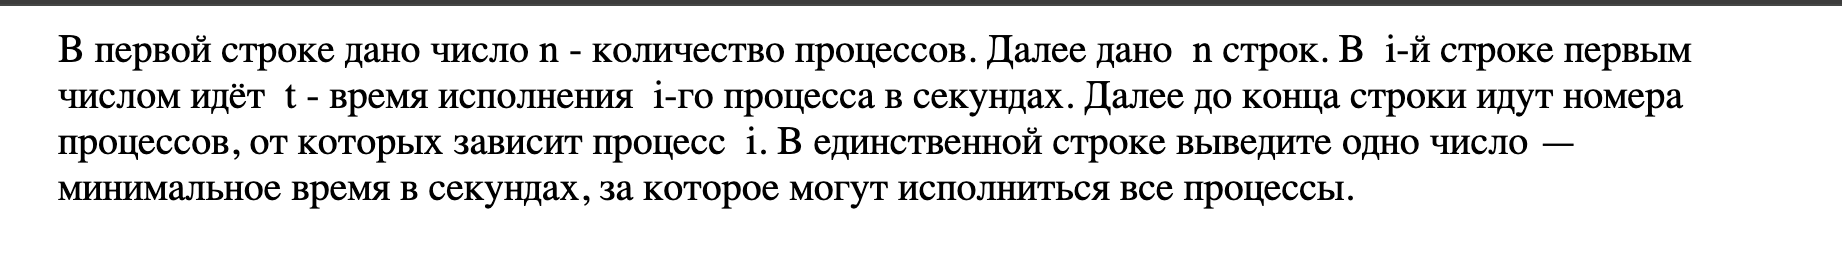 В первой строке дано число n - количество процессов. Далее дано n строк. В i-й строке первым
числом идёт t - время исполнения i-го процесса в секундах. Далее до конца строки идут номера
процессов, от которых зависит процесс i. В единственной строке выведите одно число —
минимальное время в секундах, за которое могут исполниться все процессы.